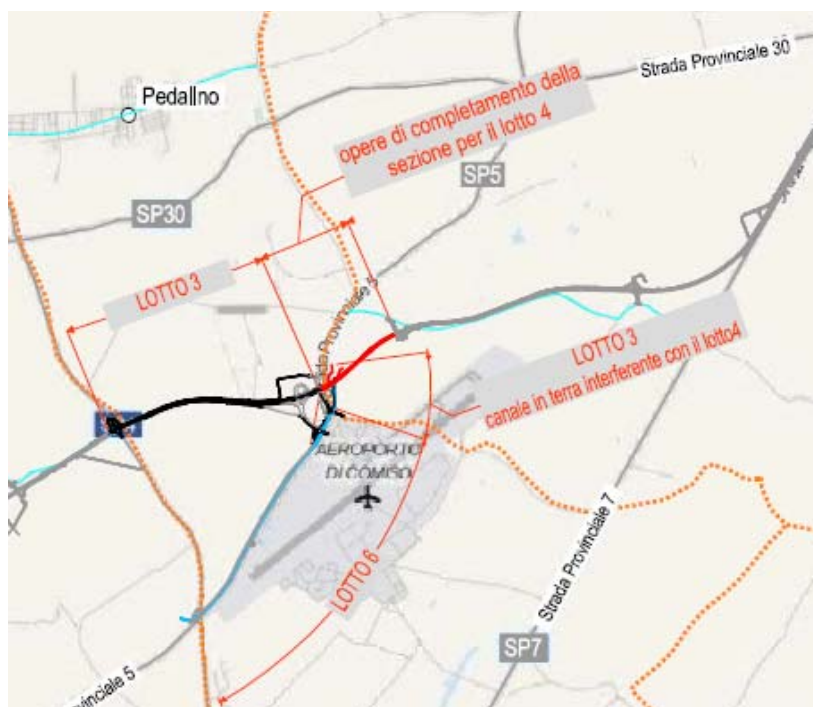 Strada Provinciale 30
Pedalino
opere di completamento della
sezione per il lotto 4
SP5
SP30
LOTTO 3
Provinciale 5
LOTTO 3
canale in terra interferente con il lotto4
AEROPORTO
DI COMISO
LOTTO 6
Strada Provinciale 7
SP7
vinciale 5